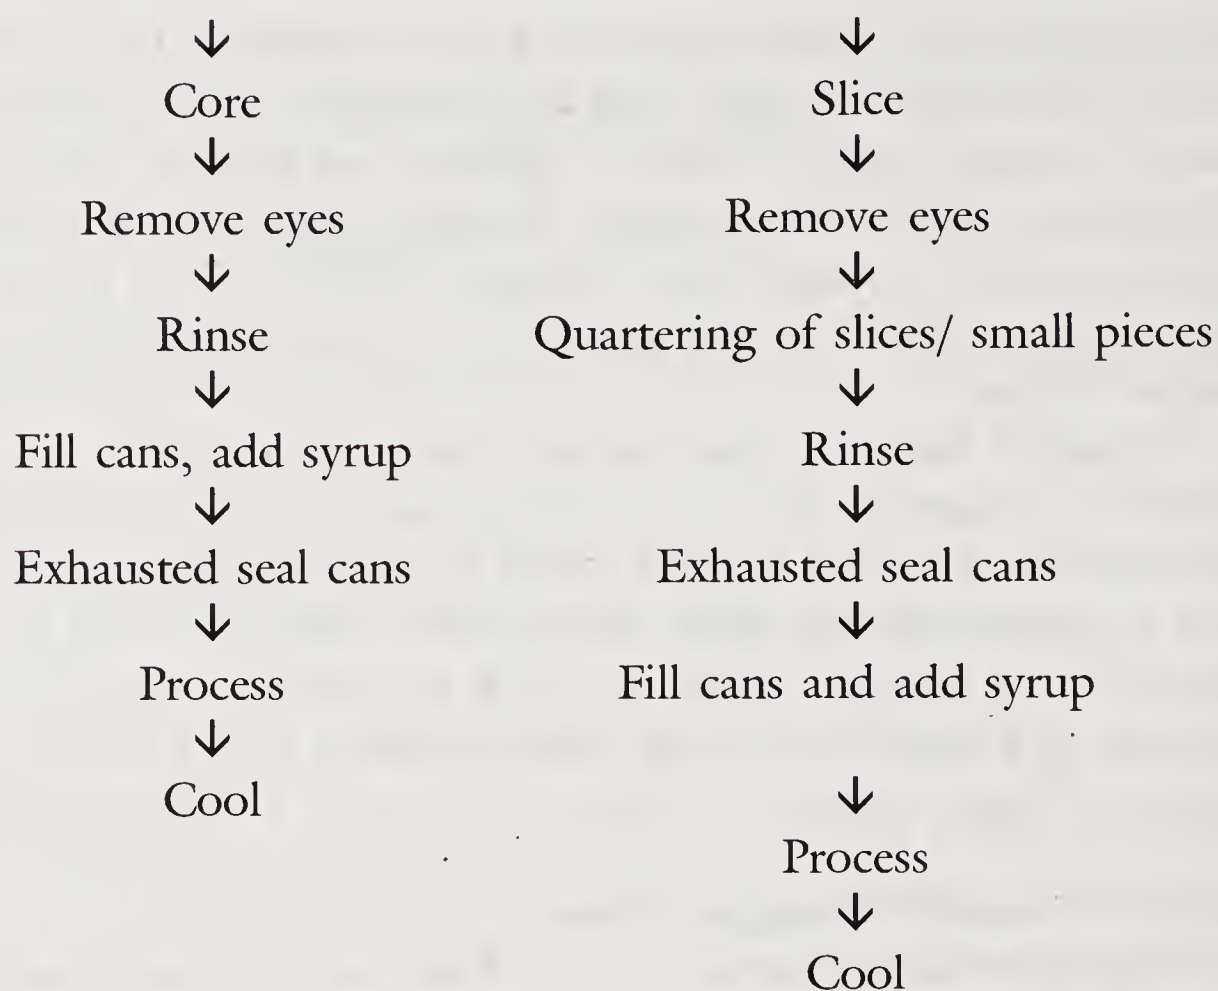 ↓
Core
↓
Remove eyes
↓
Rinse
↓
Fill cans, add syrup
↓
Exhausted seal cans
↓
Process
↓
Cool
↓
Slice
↓
Remove eyes
↓
Quartering of slices/ small pieces
↓
Rinse
↓
Exhausted seal cans
↓
Fill cans and add syrup
↓
Process
↓
Cool